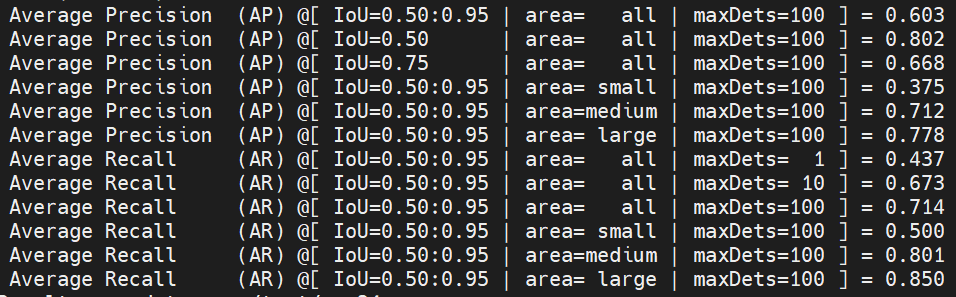 Average Precision  (AP) @[ IoU=0.50:0.95 | area=   all | maxDets=100 ] = 0.603
Average Precision  (AP) @[ IoU=0.50      | area=   all | maxDets=100 ] = 0.802
Average Precision  (AP) @[ IoU=0.75      | area=   all | maxDets=100 ] = 0.668
Average Precision  (AP) @[ IoU=0.50:0.95 | area= small | maxDets=100 ] = 0.375
Average Precision  (AP) @[ IoU=0.50:0.95 | area=medium | maxDets=100 ] = 0.712
Average Precision  (AP) @[ IoU=0.50:0.95 | area= large | maxDets=100 ] = 0.778
Average Recall     (AR) @[ IoU=0.50:0.95 | area=   all | maxDets=  1 ] = 0.437
Average Recall     (AR) @[ IoU=0.50:0.95 | area=   all | maxDets= 10 ] = 0.673
Average Recall     (AR) @[ IoU=0.50:0.95 | area=   all | maxDets=100 ] = 0.714
Average Recall     (AR) @[ IoU=0.50:0.95 | area= small | maxDets=100 ] = 0.500
Average Recall     (AR) @[ IoU=0.50:0.95 | area=medium | maxDets=100 ] = 0.801
Average Recall     (AR) @[ IoU=0.50:0.95 | area= large | maxDets=100 ] = 0.850